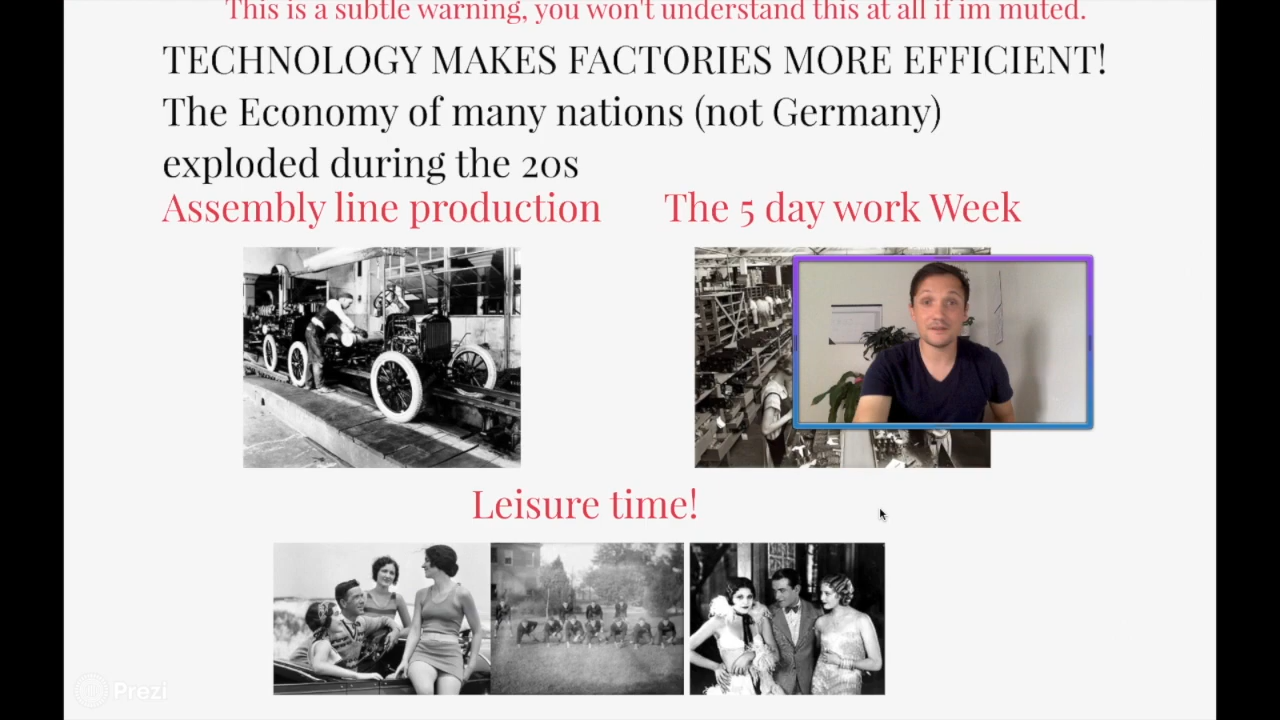 This is a subtle warning, you won't understand this at all if im muted.
TECHNOLOGY MAKES FACTORIES MORE EFFICIENT!
The Economy of many nations (not Germany)
exploded during the 20s
Assembly line production
The 5 day work Week
Leisure time!
Prezi